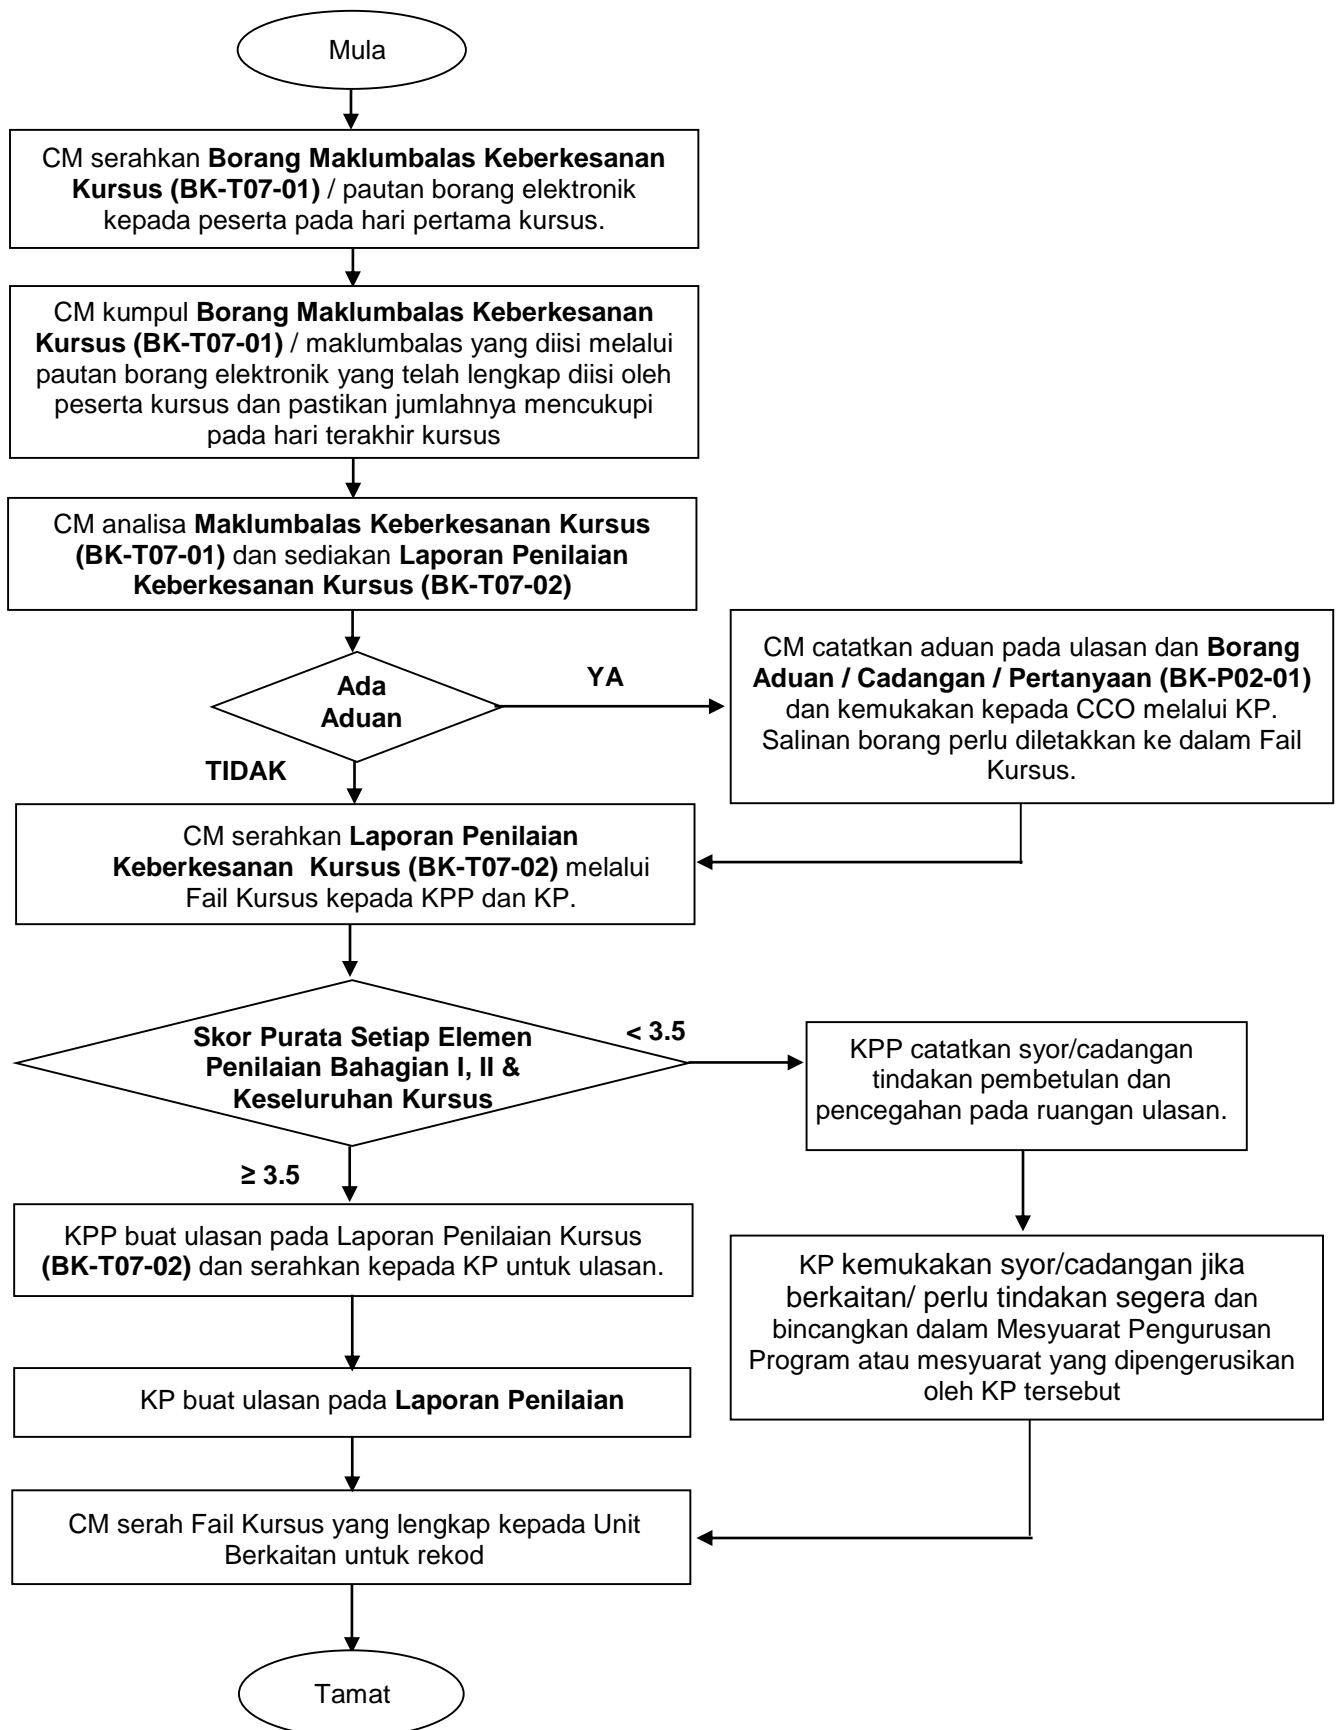 Mula
CM serahkan Borang Maklumbalas Keberkesanan
Kursus (BK-T07-01) / pautan borang elektronik
kepada peserta pada hari pertama kursus.
CM kumpul Borang Maklumbalas Keberkesanan
Kursus (BK-T07-01) / maklumbalas yang diisi melalui
pautan borang elektronik yang telah lengkap diisi oleh
peserta kursus dan pastikan jumlahnya mencukupi
pada hari terakhir kursus
CM analisa Maklumbalas Keberkesanan Kursus
(BK-T07-01) dan sediakan Laporan Penilaian
Keberkesanan Kursus (BK-T07-02)
Ada
Aduan
YA
CM catatkan aduan pada ulasan dan Borang
Aduan / Cadangan / Pertanyaan (BK-P02-01)
dan kemukakan kepada CCO melalui KP.
Salinan borang perlu diletakkan ke dalam Fail
Kursus.
TIDAK
CM serahkan Laporan Penilaian
Keberkesanan Kursus (BK-T07-02) melalui
Fail Kursus kepada KPP dan KP.
Skor Purata Setiap Elemen
Penilaian Bahagian I, II &
Keseluruhan Kursus
< 3.5
KPP catatkan syor/cadangan
tindakan pembetulan dan
pencegahan pada ruangan ulasan.
≥ 3.5
KPP buat ulasan pada Laporan Penilaian Kursus
(BK-T07-02) dan serahkan kepada KP untuk ulasan.
KP kemukakan syor/cadangan jika
berkaitan/ perlu tindakan segera dan
bincangkan dalam Mesyuarat Pengurusan
Program atau mesyuarat yang dipengerusikan
oleh KP tersebut
KP buat ulasan pada Laporan Penilaian
CM serah Fail Kursus yang lengkap kepada Unit
Berkaitan untuk rekod
Tamat